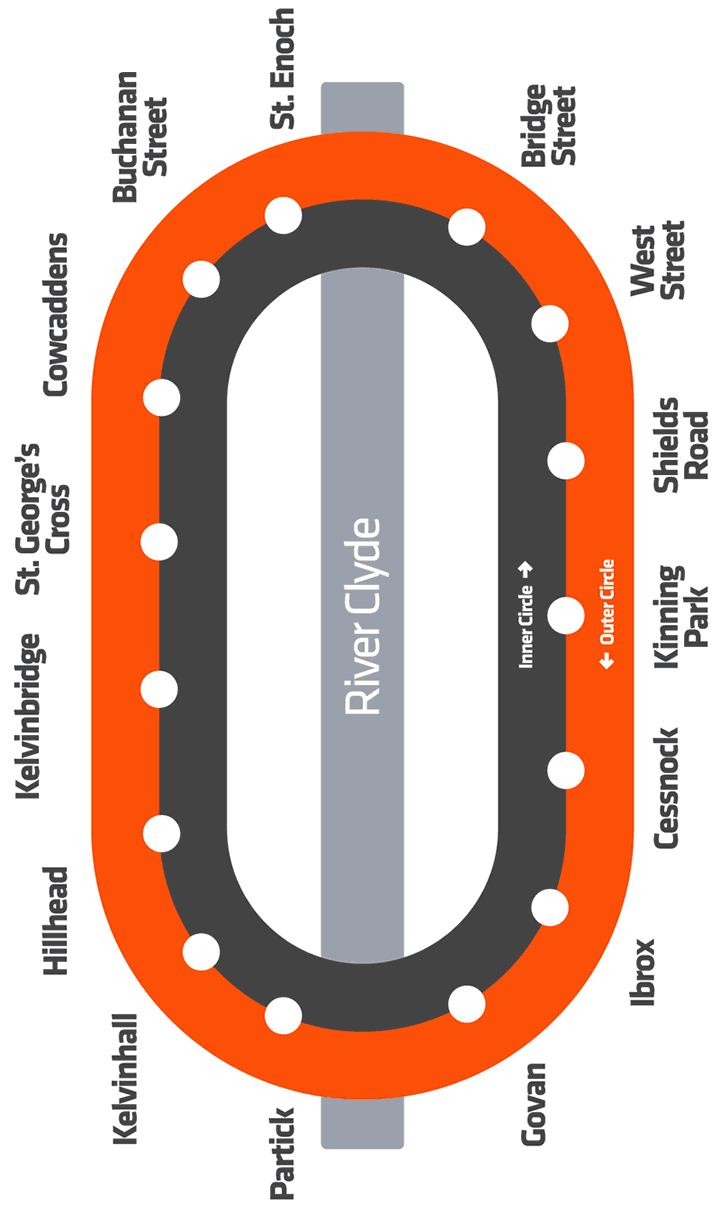 Hillhead
Kelvinbridge
St. George's
Cross
Cowcaddens
Buchanan
Street
St. Enoch
Kelvinhall
Partick
River Clyde
Inner Circle →
← Outer Circle
Govan
Ibrox
Cessnock
Kinning
Park
Shields
Road
West
Street
Bridge
Street